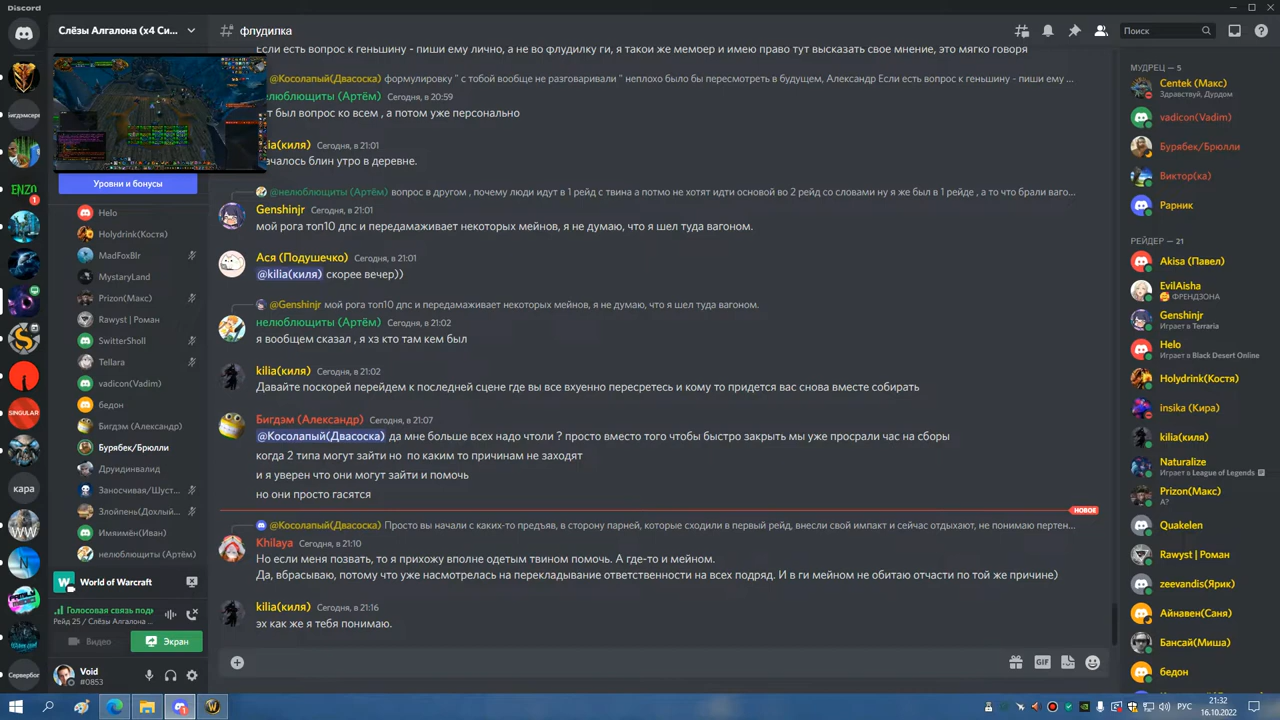 Discord
Слёзы Алгалона (x4 Си...
флудилка
Поиск
Если есть вопрос к геньшину - пиши ему лично, а не во флудилку ги, я такой же мемоер и имею право тут высказать свое мнение, это мягко говоря
@Косолапый(Двасоска) формулировку " с тобой вообще не разговаривали " неплохо было бы пересмотреть в будущем, Александр Если есть вопрос к геньшину - пиши ему ...
елюблющиты (Артём) Сегодня, в 20:59
т был вопрос ко всем , а потом уже персонально
ia(киля) Сегодня, в 21:01
ачалось блин утро в деревне.
@нелюблющиты (Артём) вопрос в другом , почему люди идут в 1 рейд с твина а потмо не хотят идти основой во 2 рейд со словами ну я же был в 1 рейде , а то что брали ваго...
Genshinjr Сегодня, в 21:01
мой рога топ10 дпс и передамаживает некоторых мейнов, я не думаю, что я шел туда вагоном.
Ася (Подушечко) Сегодня, в 21:01
@kilia(киля) скорее вечер))
@Genshinjr мой рога топ10 дпс и передамаживает некоторых мейнов, я не думаю, что я шел туда вагоном.
нелюблющиты (Артём) Сегодня, в 21:02
я вообщем сказал , я хз кто там кем был
kilia(киля) Сегодня, в 21:02
Давайте поскорей перейдем к последней сцене где вы все вхуенно пересретесь и кому то придется вас снова вместе собирать
Бигдэм (Александр) Сегодня, в 21:07
@Косолапый(Двасоска) да мне больше всех надо чтоли ? просто вместо того чтобы быстро закрыть мы уже просрали час на сборы
когда 2 типа могут зайти но по каким то причинам не заходят
и я уверен что они могут зайти и помочь
но они просто гасятся
НОВОЕ
@Косолапый(Двасоска) Просто вы начали с каких-то предъяв, в сторону парней, которые сходили в первый рейд, внесли свой импакт и сейчас отдыхают, не понимаю пертен...
Khilaya Сегодня, в 21:10
Но если меня позвать, то я прихожу вполне одетым твином помочь. А где-то и мейном.
Да, вбрасываю, потому что уже насмотрелась на перекладывание ответственности на всех подряд. И в ги мейном не обитаю отчасти по той же причине)
kilia(киля) Сегодня, в 21:16
эх как же я тебя понимаю.
GIF
Уровни и бонусы
Helo
Holydrink(Костя)
MadFoxBlr
MystaryLand
Prizon(Макс)
Rawyst | Роман
SwitterSholl
Tellara
vadicon(Vadim)
бедон
Бигдэм (Александр)
Бурябек/Брюлли
Друидинвалид
Заносчивая/Шуст...
Злойпень(Дохлый...
Имяимён(Иван)
нелюблющиты (Артём)
World of Warcraft
Голосовая связь подк
Рейд 25 / Слёзы Алгалона ...
Видео
Экран
Void
#0853
бигдэмсерв
ENZO
1
SINGULAR
кара
Серверbor
МУДРЕЦ — 5
Centek (Макс)
Здравствуй, Дурдом
vadicon(Vadim)
Бурябек/Брюлли
Виктор(ка)
Рарник
РЕЙДЕР — 21
Akisa (Павел)
EvilAisha
ФРЕНДЗОНА
Genshinjr
Играет в Terraria
Helo
Играет в Black Desert Online
Holydrink(Костя)
insika (Кира)
kilia(киля)
Naturalize
Играет в League of Legends
Prizon(Макс)
A?
Quakelen
Rawyst | Роман
zeevandis(Ярик)
Айнавен(Саня)
Бансай(Миша)
бедон
РУС
21:32
16.10.2022